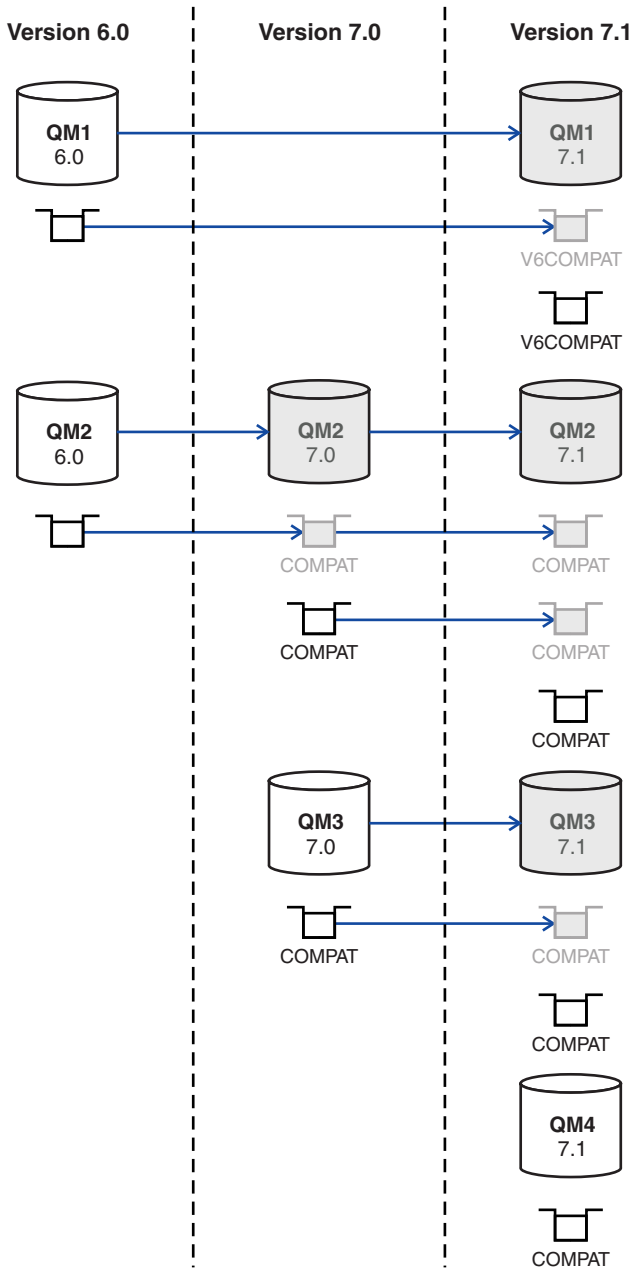 Version 6.0
Version 7.0
Version 7.1
QM1
6.0
QM1
7.1
V6COMPAT
V6COMPAT
QM2
6.0
QM2
7.0
QM2
7.1
COMPAT
COMPAT
COMPAT
COMPAT
COMPAT
QM3
7.0
QM3
7.1
COMPAT
COMPAT
COMPAT
QM4
7.1
COMPAT